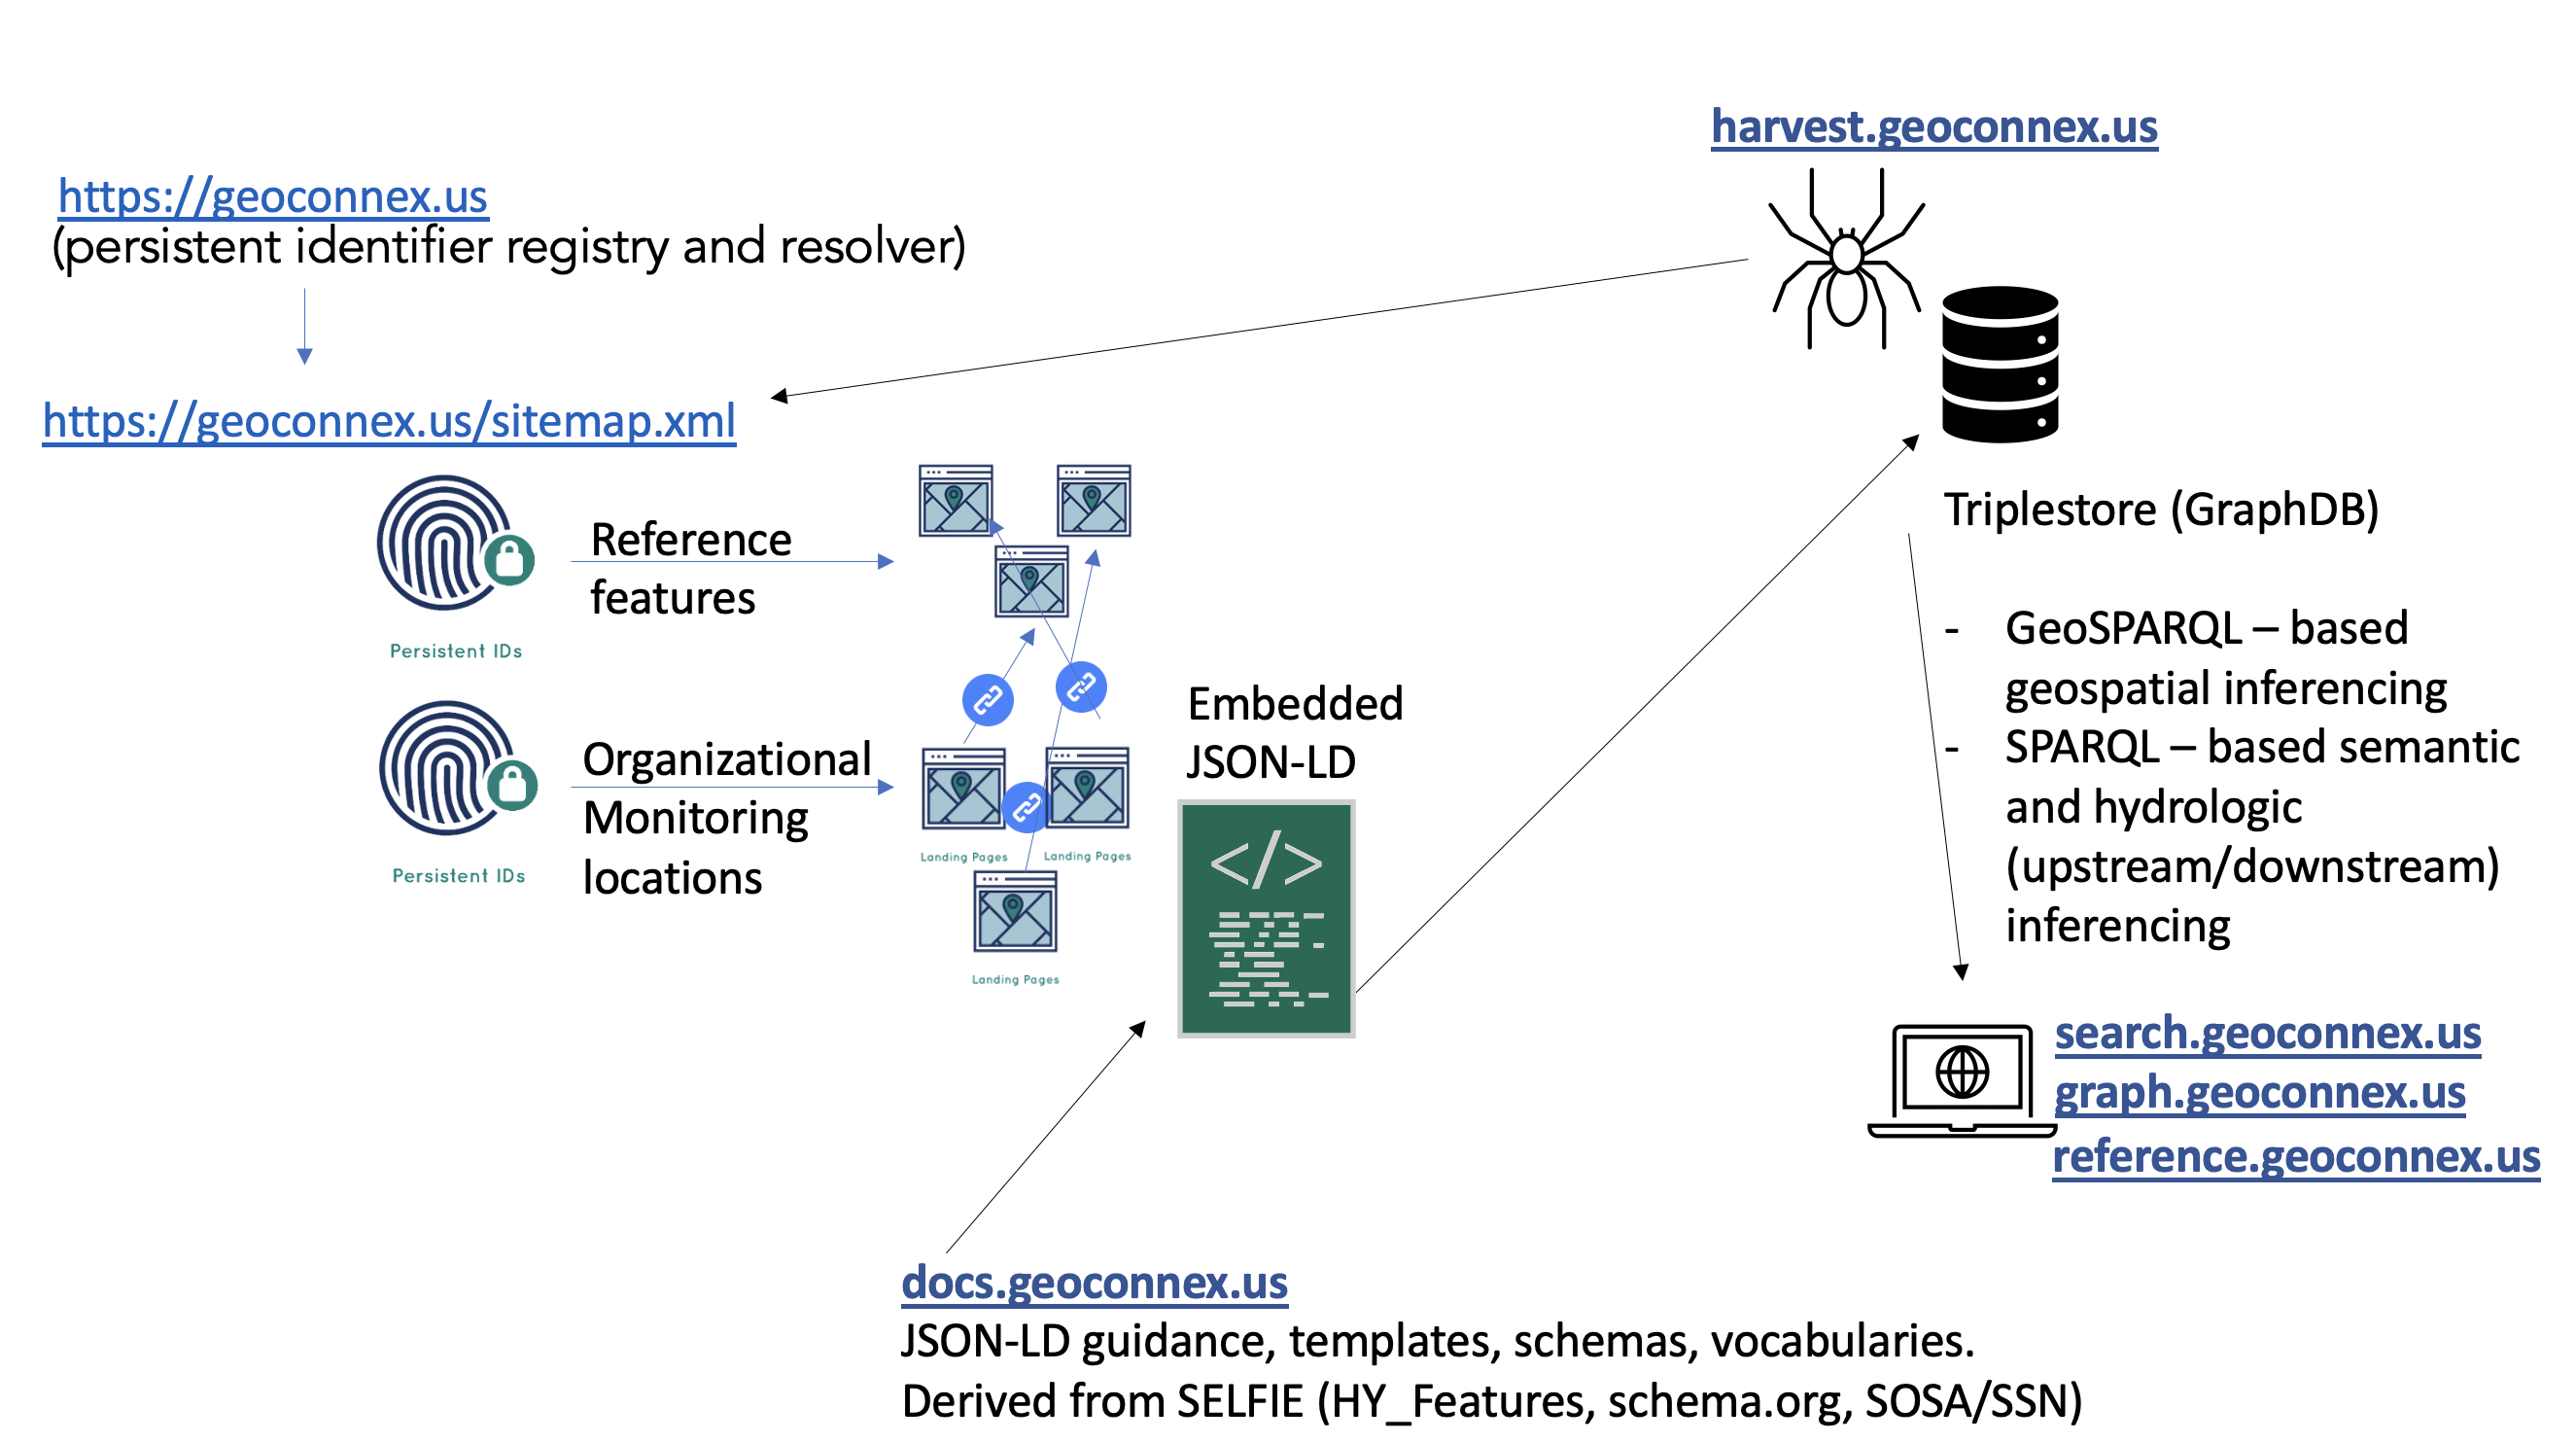 harvest.geoconnex.us
https://geoconnex.us
(persistent identifier registry and resolver)
https://geoconnex.us/sitemap.xml
Reference
features
Persistent IDs
Organizational
Monitoring
locations
Persistent IDs
Landing Pages
Landing Pages
Landing Pages
Embedded
JSON-LD
</>
Triplestore (GraphDB)
- GeoSPARQL – based
geospatial inferencing
- SPARQL – based semantic
and hydrologic
(upstream/downstream)
inferencing
search.geoconnex.us
graph.geoconnex.us
reference.geoconnex.us
docs.geoconnex.us
JSON-LD guidance, templates, schemas, vocabularies.
Derived from SELFIE (HY_Features, schema.org, SOSA/SSN)